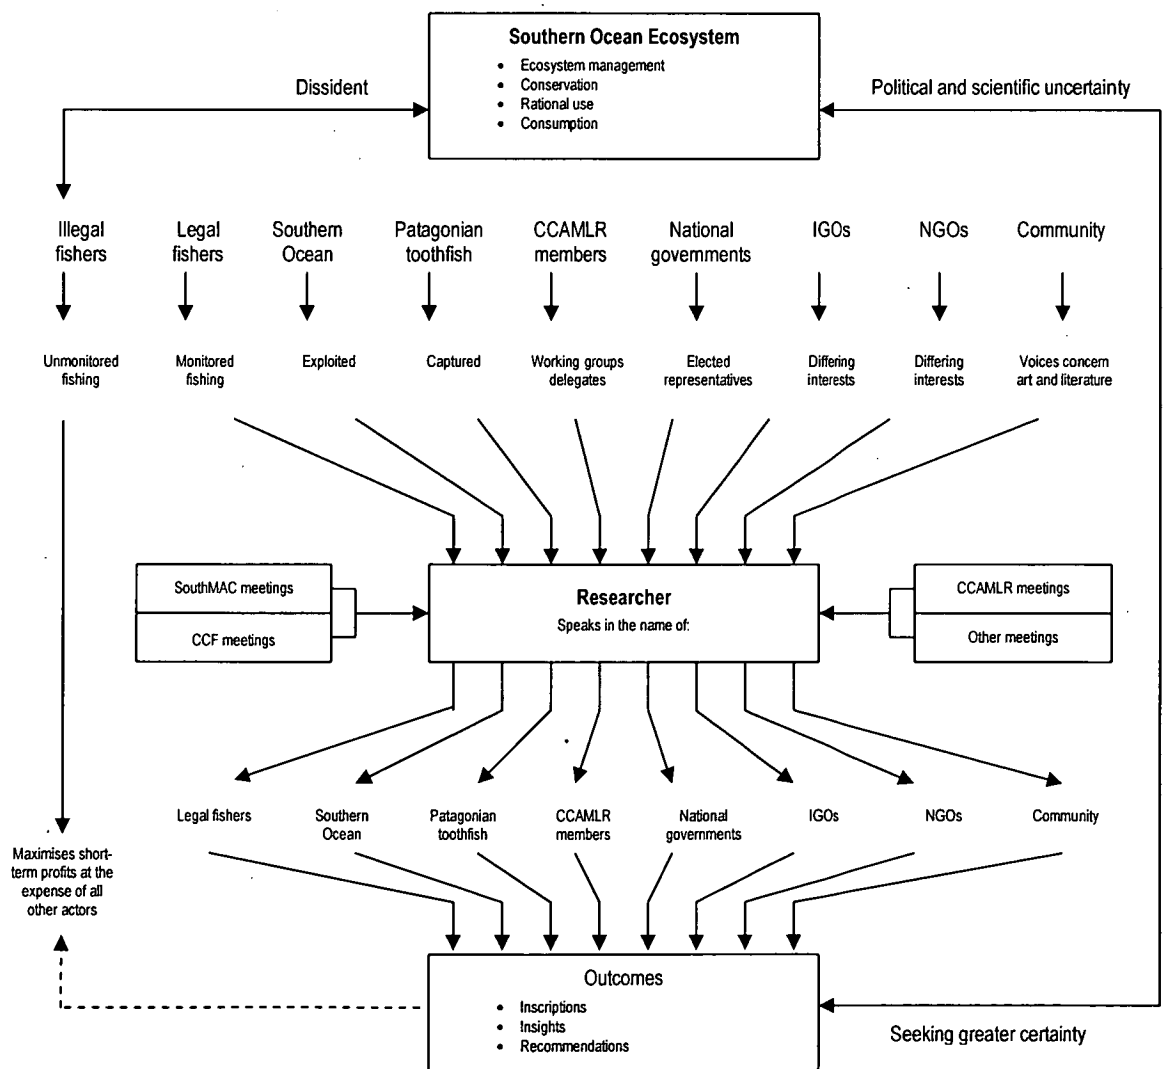 Southern Ocean Ecosystem
• Ecosystem management
• Conservation
• Rational use
• Consumption
Dissident
Political and scientific uncertainty
Illegal
fishers
Legal
fishers
Southern
Ocean
Patagonian
toothfish
CCAMLR
members
National
governments
IGOs
NGOs
Community
Unmonitored
fishing
Monitored
fishing
Exploited
Captured
Working groups
delegates
Elected
representatives
Differing
interests
Differing
interests
Voices concern
art and literature
SouthMAC meetings
CCF meetings
Researcher
Speaks in the name of:
CCAMLR meetings
Other meetings
Legal fishers
Southern
Ocean
Patagonian
toothfish
CCAMLR
members
National
governments
IGOs
NGOs
Community
Maximises short-
term profits at the
expense of all
other actors
Outcomes
• Inscriptions
• Insights
• Recommendations
Seeking greater certainty